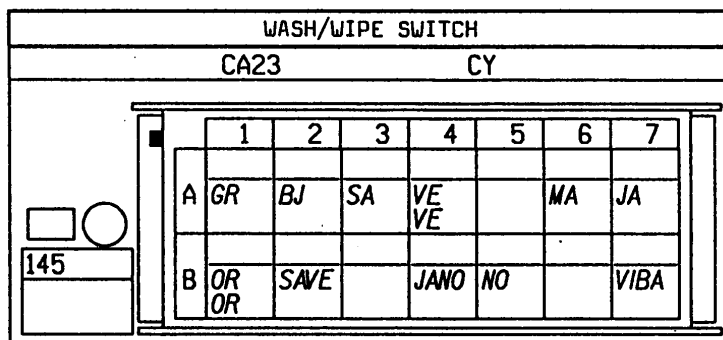 WASH/WIPE SWITCH
CA23 CY
1 2 3 4 5 6 7
A GR BJ SA VE MA JA
VE
145
B OR SAVE JANO NO VIBA
OR